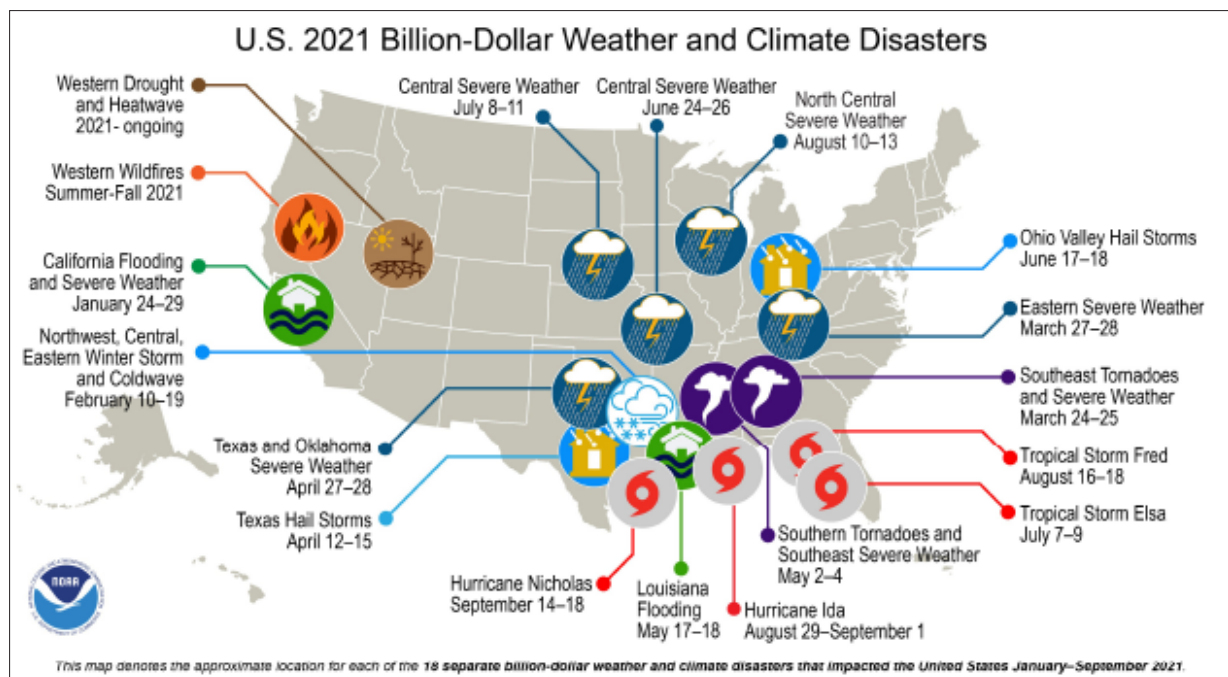 U.S. 2021 Billion-Dollar Weather and Climate Disasters
Western Drought
and Heatwave
2021- ongoing
Central Severe Weather
July 8–11
Central Severe Weather
June 24–26
North Central
Severe Weather
August 10–13
Western Wildfires
Summer-Fall 2021
Ohio Valley Hail Storms
June 17–18
California Flooding
and Severe Weather
January 24–29
Eastern Severe Weather
March 27–28
Northwest, Central,
Eastern Winter Storm
and Coldwave
February 10–19
Southeast Tornadoes
and Severe Weather
March 24–25
Texas and Oklahoma
Severe Weather
April 27–28
Tropical Storm Fred
August 16–18
Texas Hail Storms
April 12–15
Tropical Storm Elsa
July 7–9
Southern Tornadoes and
Southeast Severe Weather
May 2–4
Hurricane Nicholas
September 14–18
Louisiana
Flooding
May 17–18
Hurricane Ida
August 29–September 1
NOAA
This map denotes the approximate location for each of the 18 separate billion-dollar weather and climate disasters that impacted the United States January–September 2021.